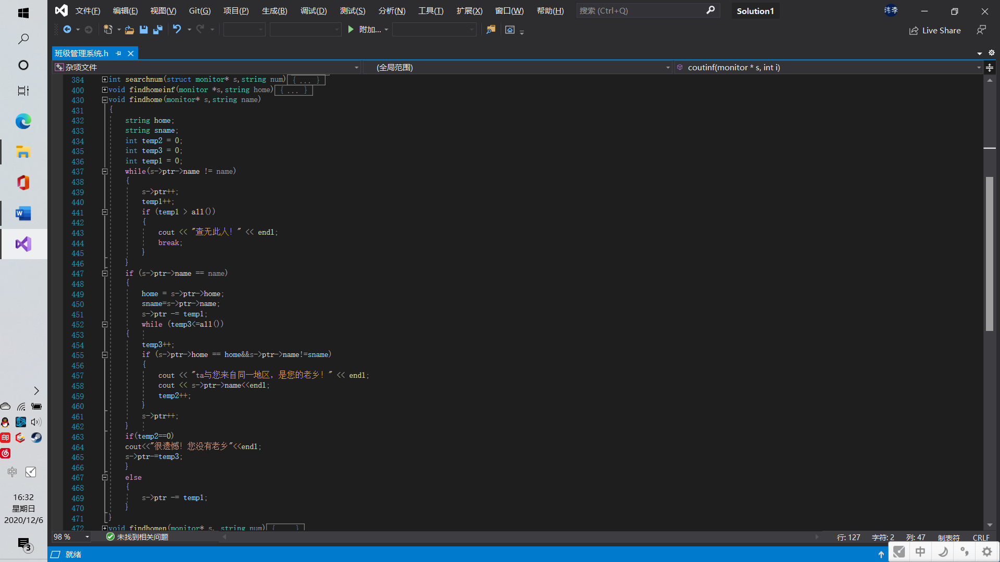 文件(F) 编辑(E) 视图(V) Git(G) 项目(P) 生成(B) 调试(D) 测试(S) 分析(N) 工具(T) 扩展(X) 窗口(W) 帮助(H) 搜索 (Ctrl+Q) Solution1 玮李
附加... Live Share
班级管理系统.h
杂项文件 (全局范围) coutinf(monitor * s, int i)
384 int searchnum(struct monitor* s,string num){ ... }
400 void findhomeinf(monitor *s,string home){ ... }
430 void findhome(monitor* s,string name)
431 {
432 string home;
433 string sname;
434 int temp2 = 0;
435 int temp3 = 0;
436 int temp1 = 0;
437 while(s->ptr->name != name)
438 {
439 s->ptr++;
440 temp1++;
441 if (temp1 > all())
442 {
443 cout << "查无此人！" << endl;
444 break;
445 }
446 }
447 if (s->ptr->name == name)
448 {
449 home = s->ptr->home;
450 sname=s->ptr->name;
451 s->ptr -= temp1;
452 while (temp3<=all())
453 {
454 temp3++;
455 if (s->ptr->home == home&&s->ptr->name!=sname)
456 {
457 cout << "ta与您来自同一地区，是您的老乡！" << endl;
458 cout << s->ptr->name<<endl;
459 temp2++;
460 }
461 s->ptr++;
462 }
463 if(temp2==0)
464 cout<<"很遗憾！您没有老乡"<<endl;
465 s->ptr-=temp3;
466 }
467 else
468 {
469 s->ptr -= temp1;
470 }
471 }
472 void findhomen(monitor* s, string num){ ... }
98 % 未找到相关问题 行: 127 字符: 2 列: 47 制表符 CRLF
就绪
邮
中
16:32
星期日
2020/12/6
3
中